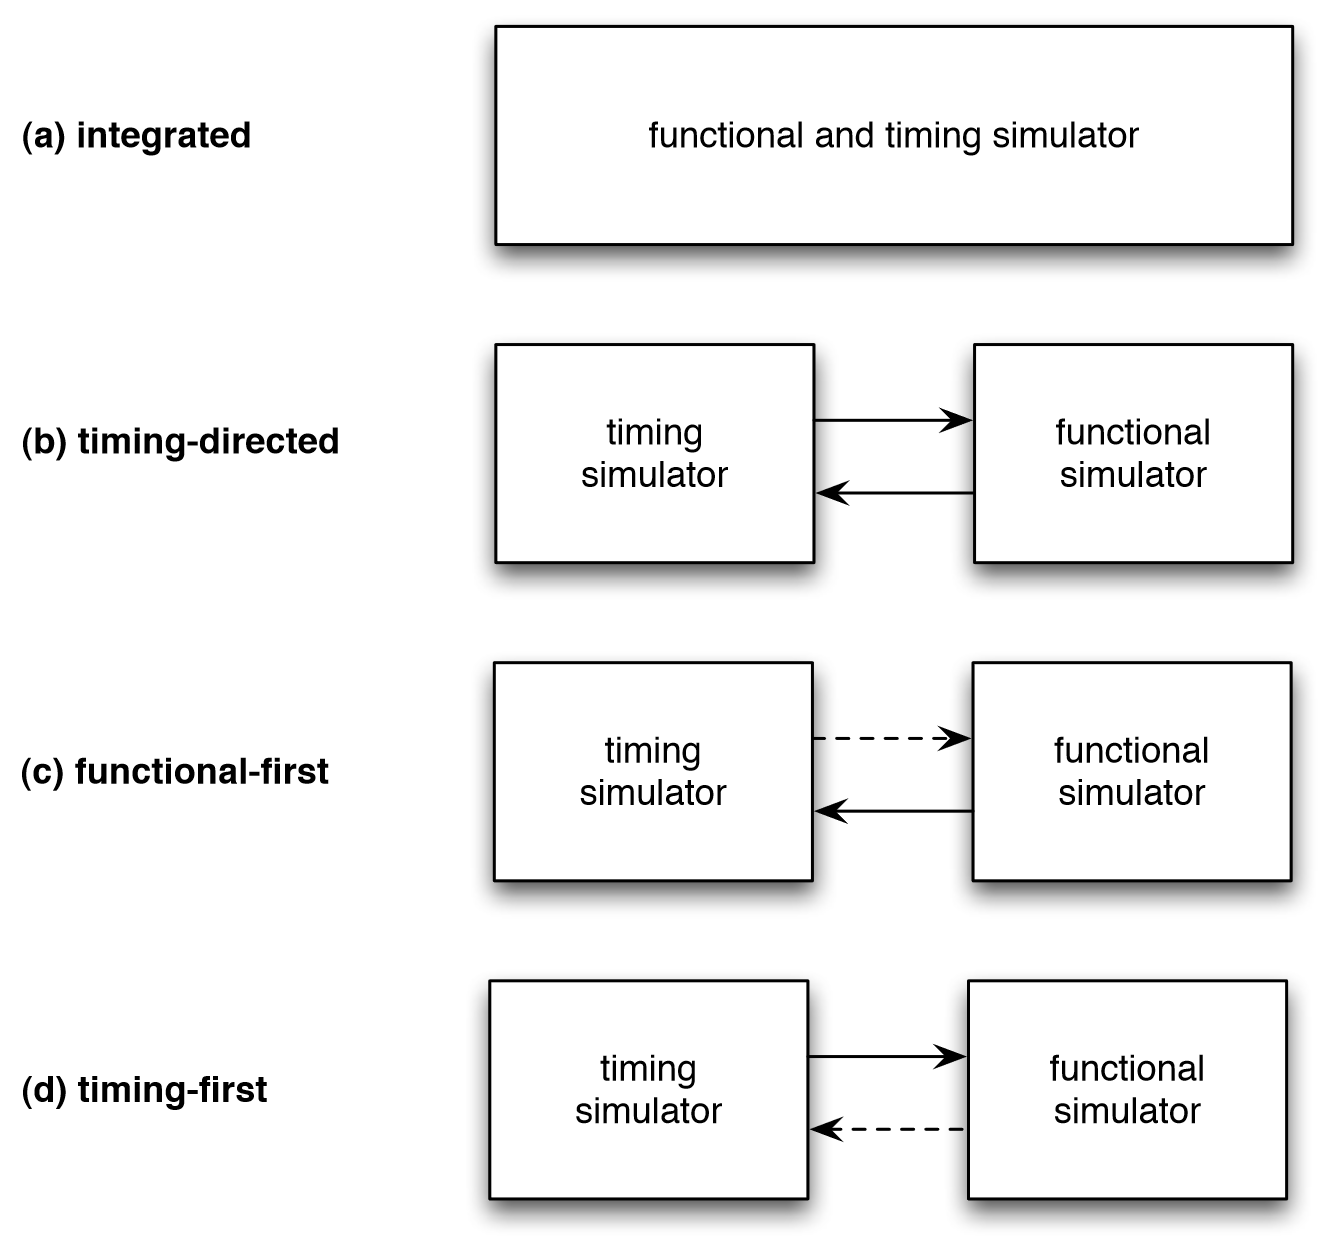 (a) integrated
functional and timing simulator
(b) timing-directed
timing
simulator
functional
simulator
(c) functional-first
timing
simulator
functional
simulator
(d) timing-first
timing
simulator
functional
simulator